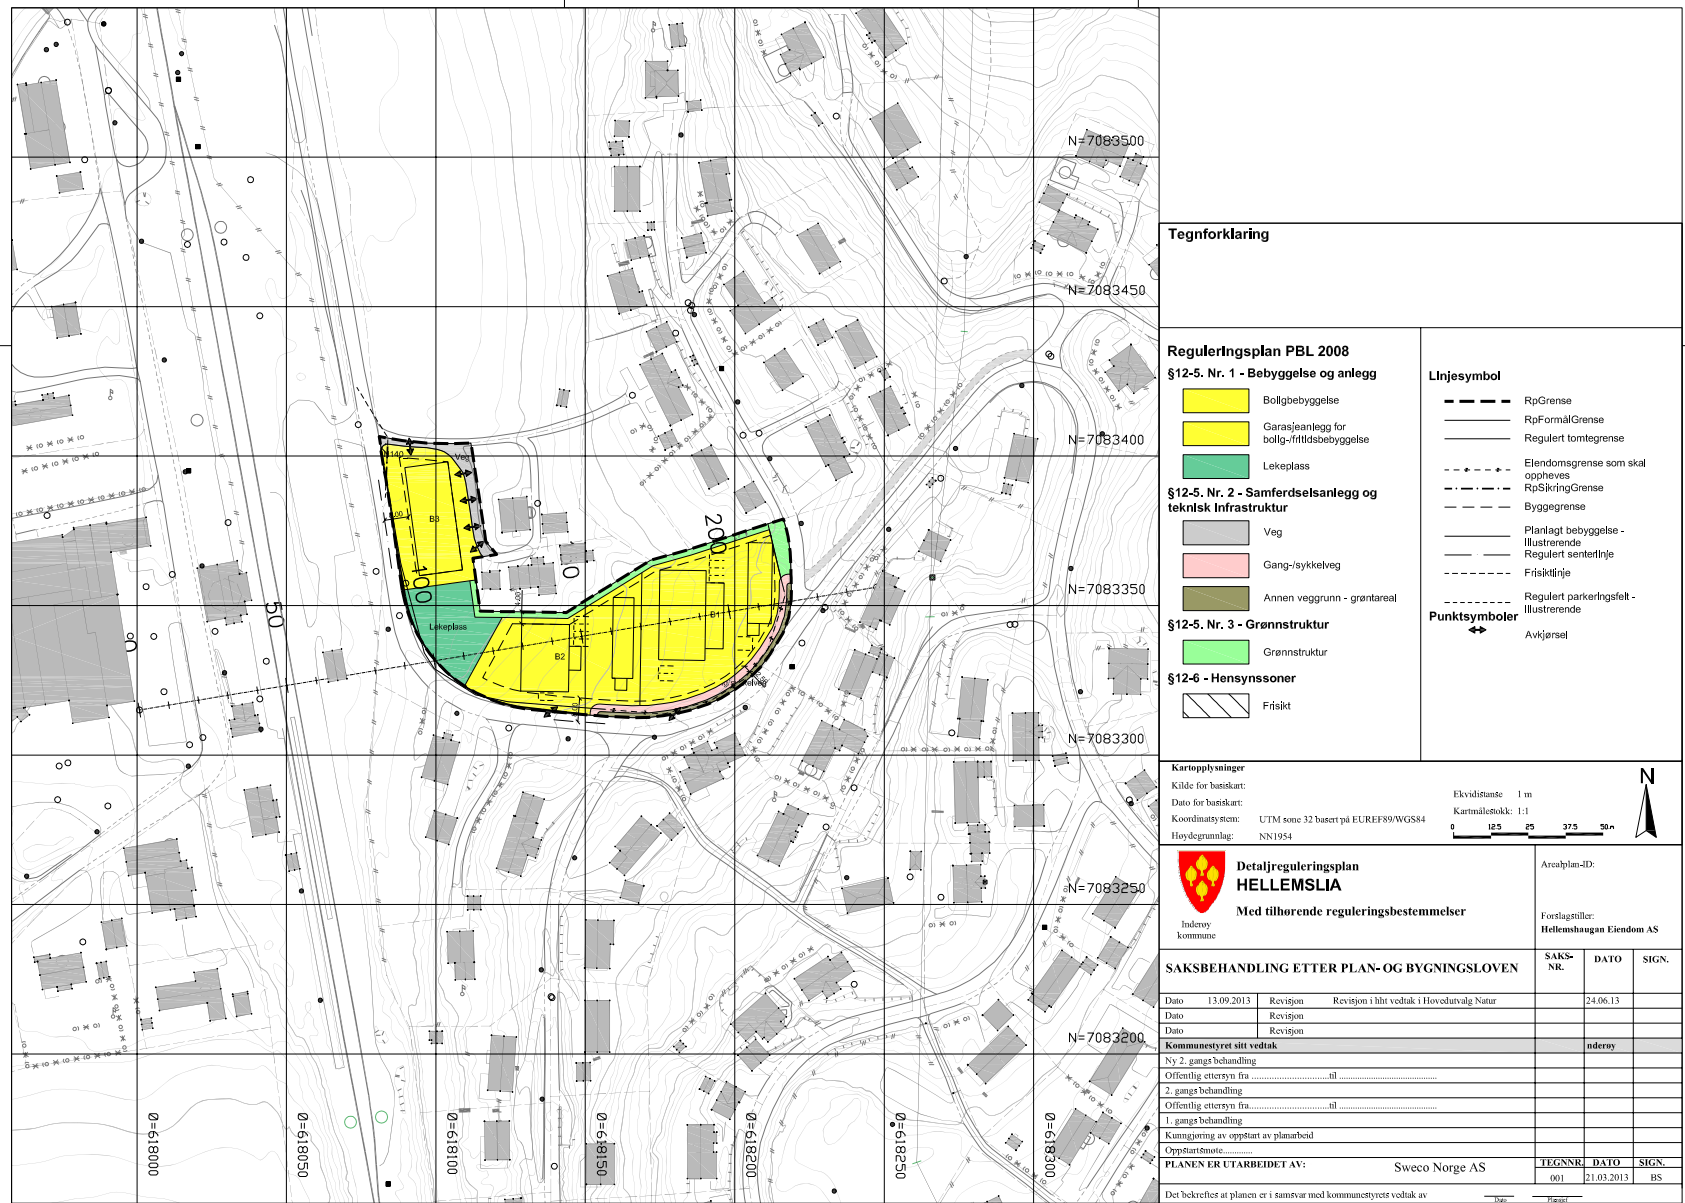 N=7083500
N=7083450
N=7083400
N=7083350
N=7083300
N=7083250
N=7083200
Veg
B3
Lekeplass
B2
B1
200
100
50
0
0
Ø=618000
Ø=618050
Ø=618100
Ø=618150
Ø=618200
Ø=618250
Ø=618300
Tegnforklaring
Reguleringsplan PBL 2008
§12-5. Nr. 1 - Bebyggelse og anlegg
Boligbebyggelse
Garasjeanlegg for
bolig-/fritidsbebyggelse
Lekeplass
§12-5. Nr. 2 - Samferdselsanlegg og
teknisk infrastruktur
Veg
Gang-/sykkelveg
Annen veggrunn - grøntareal
§12-5. Nr. 3 - Grønnstruktur
Grønnstruktur
§12-6 - Hensynssoner
Frisikt
Linjesymbol
RpGrense
RpFormålGrense
Regulert tomtegrense
Eiendomsgrense som skal
oppheves
RpSikringGrense
Byggegrense
Planlagt bebyggelse -
Illustrerende
Regulert senterlinje
Frisiktlinje
Regulert parkeringsfelt -
Illustrerende
Punktsymboler
Avkjørsel
Kartopplysninger
Kilde for basiskart:
Dato for basiskart:
Koordinatsystem: UTM sone 32 basert på EUREF89/WGS84
Høydegrunnlag: NN1954
Ekvidistanse 1 m
Kartmålestokk: 1:1
0 12.5 25 37.5 50m
N
Inderøy
kommune
Detaljreguleringsplan
HELLEMSLIA
Med tilhørende reguleringsbestemmelser
Arealplan-ID:
Forslagstiller:
Hellemshaugan Eiendom AS
SAKSBEHANDLING ETTER PLAN- OG BYGNINGSLOVEN SAKS-NR. DATO SIGN.
Dato 13.09.2013 Revisjon Revisjon i hht vedtak i Hovedutvalg Natur 24.06.13
Dato Revisjon
Dato Revisjon
Kommunestyret sitt vedtak nderøy
Ny 2. gangs behandling
Offentlig ettersyn fra ..............................til ......................................
2. gangs behandling
Offentlig ettersyn fra..............................til ......................................
1. gangs behandling
Kunngjøring av oppstart av planarbeid
Oppstartsmøte............
PLANEN ER UTARBEIDET AV: Sweco Norge AS TEGNNR. DATO SIGN.
001 21.03.2013 BS
Det bekreftes at planen er i samsvar med kommunestyrets vedtak av
Dato